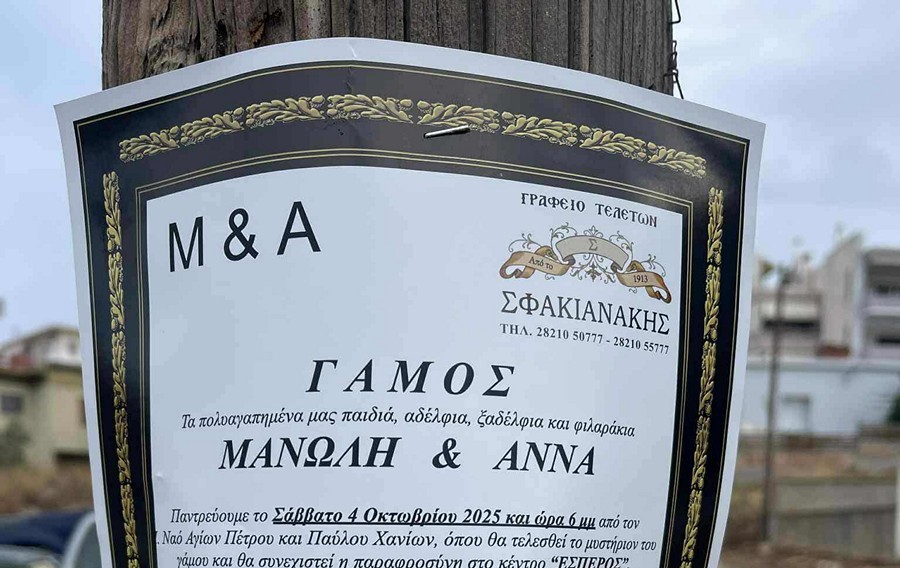 ΓΡΑΦΕΙΟ ΤΕΛΕΤΩΝ
M & A
Σ
Από το 1913
ΣΦΑΚΙΑΝΑΚΗΣ
ΤΗΛ. 28210 50777 - 28210 55777
ΓΑΜΟΣ
Τα πολυαγαπημένα μας παιδιά, αδέλφια, ξαδέλφια και φιλαράκια
ΜΑΝΩΛΗ & ΑΝΝΑ
Παντρεύουμε το Σάββατο 4 Οκτωβρίου 2025 και ώρα 6 μμ από τον
Ι. Ναό Αγίων Πέτρου και Παύλου Χανίων, όπου θα τελεσθεί το μυστήριον του
γάμου και θα συνεχιστεί η παραφροσύνη στο κέντρο “ΕΣΠΕΡΟΣ”